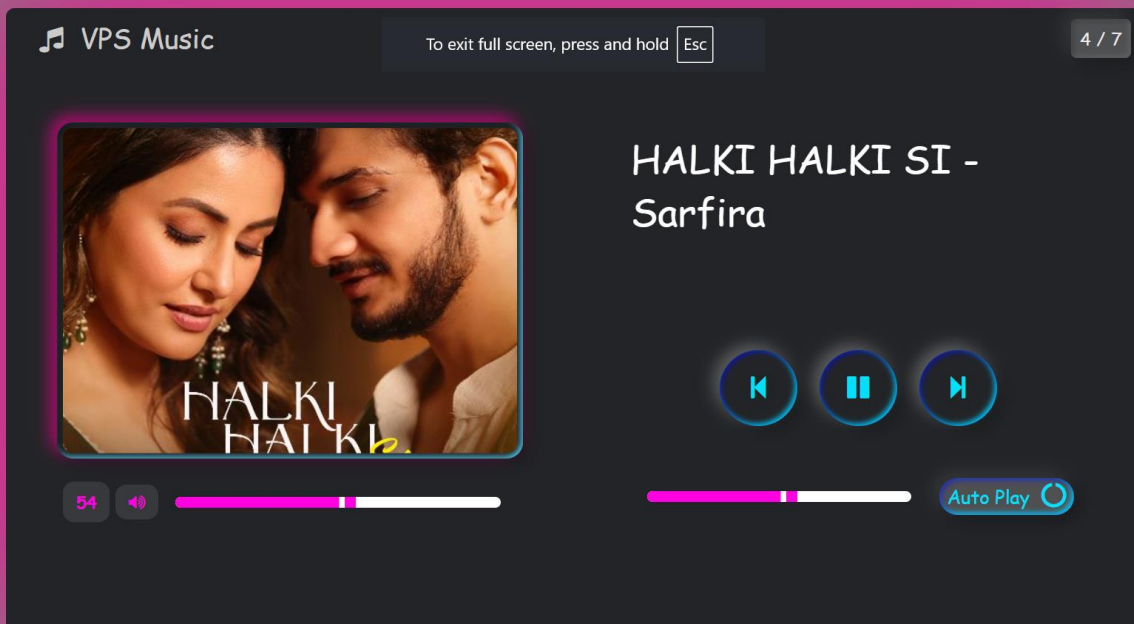 VPS Music
To exit full screen, press and hold Esc
4 / 7
HALKI HALKI SI -
Sarfira
HALKI
HALKI
54
Auto Play